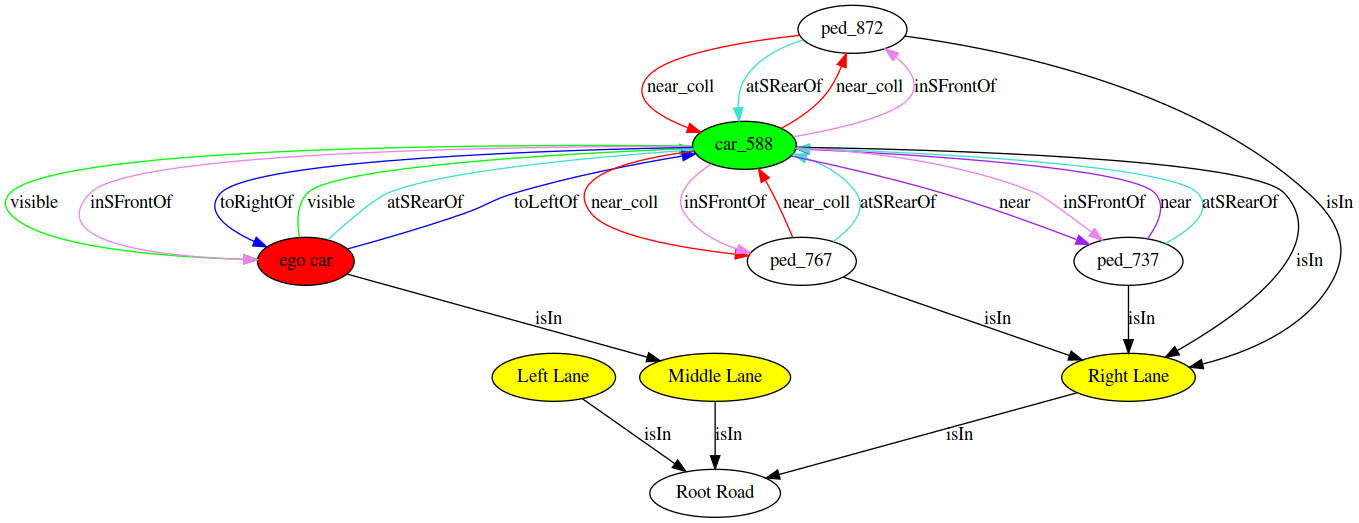 ped_872
near_coll atSRearOf near_coll inSFrontOf
car_588
visible inSFrontOf toRightOf visible atSRearOf toLeftOf near_coll inSFrontOf near_coll atSRearOf near inSFrontOf near atSRearOf isIn
ego car ped_767 ped_737 isIn
isIn isIn isIn
Left Lane Middle Lane Right Lane
isIn isIn isIn
Root Road